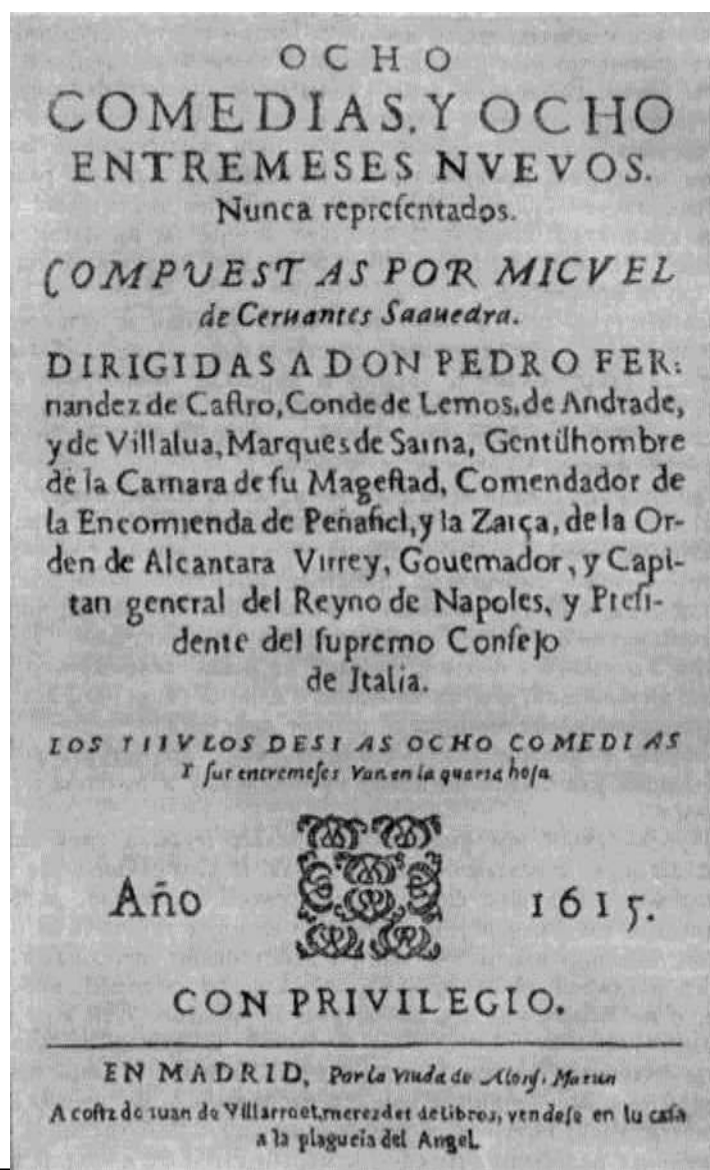 OCHO
COMEDIAS, Y OCHO
ENTREMESES NVEVOS.
Nunca repreſentados.
COMPUESTAS POR MIGVEL
de Ceruantes Saauedra.
DIRIGIDAS A DON PEDRO FER-
nandez de Caſtro, Conde de Lemos, de Andrade,
y de Villalua, Marques de Sarria, Gentilhombre
de la Camara de ſu Mageſtad, Comendador de
la Encomienda de Peñafiel, y la Zarça, de la Or-
den de Alcantara Virrey, Gouernador, y Capi-
tan general del Reyno de Napoles, y Preſi-
dente del ſupremo Conſejo
de Italia.
LOS TITVLOS DESTAS OCHO COMEDIAS
Y ſus entremeſes van en la quarta hoja
Año 1615.
CON PRIVILEGIO.
EN MADRID, Por la viuda de Alonſo Martin
A coſta de Iuan de Villarroel, mercader de libros, vendeſe en ſu caſa
a la plaçuela del Angel.